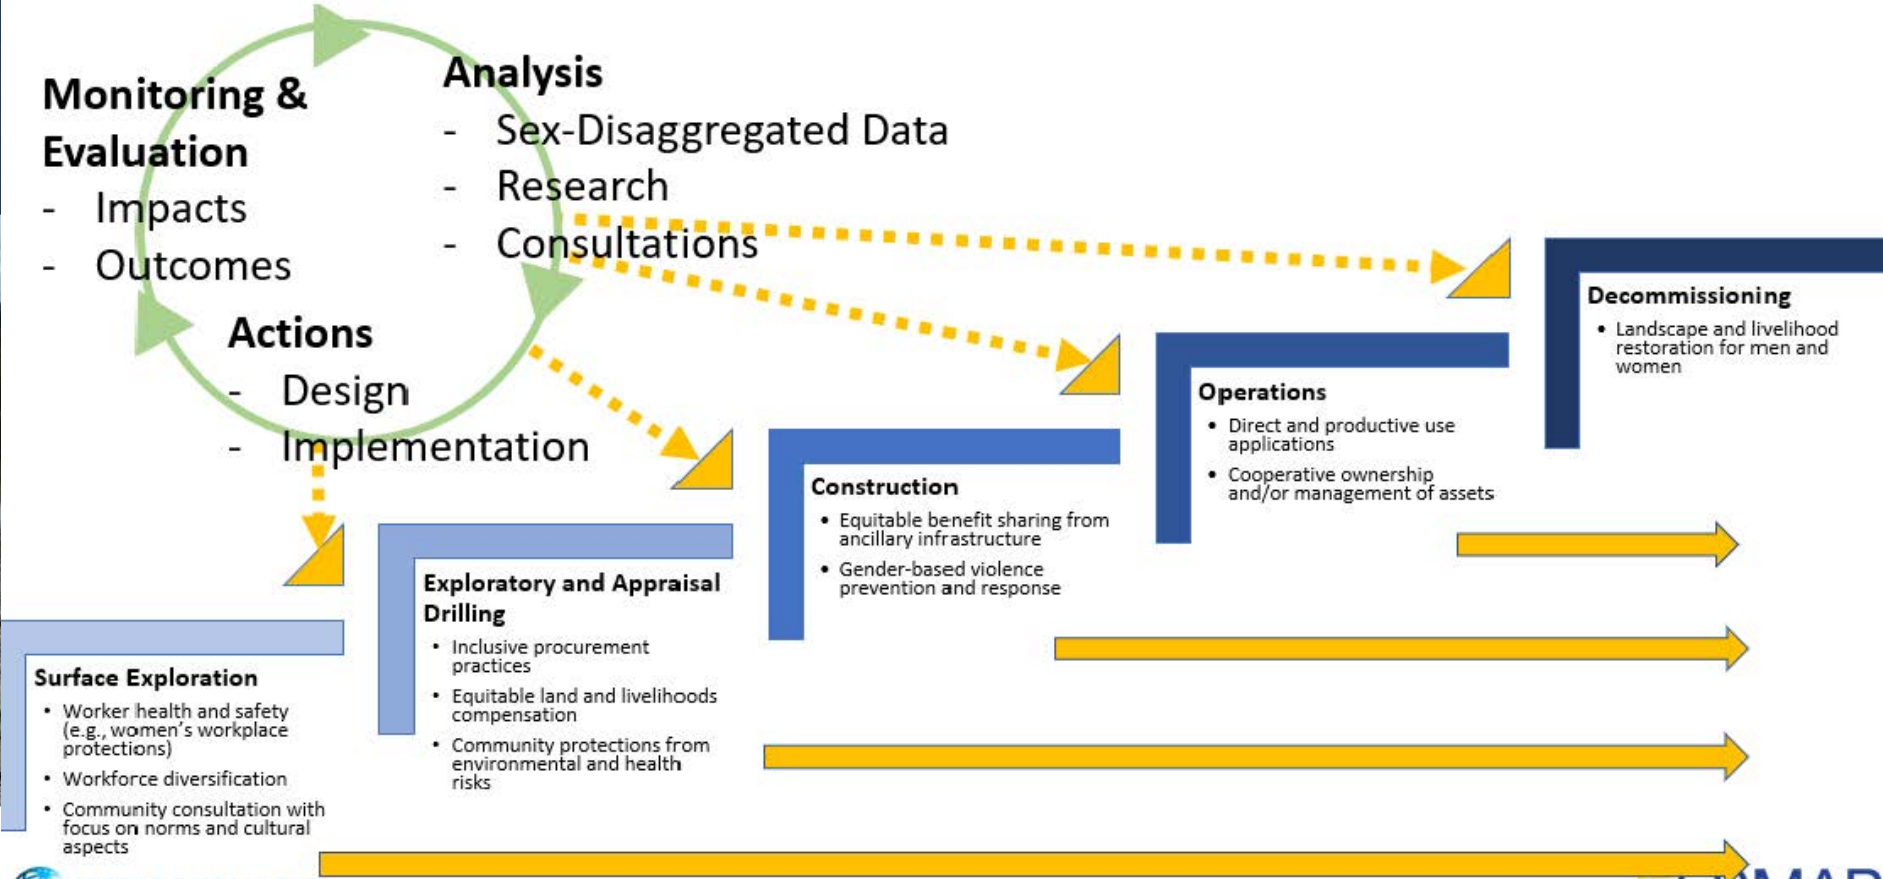 Monitoring &
Evaluation
- Impacts
- Outcomes
Analysis
- Sex-Disaggregated Data
- Research
- Consultations
Actions
- Design
- Implementation
Surface Exploration
• Worker health and safety
(e.g., women's workplace
protections)
• Workforce diversification
• Community consultation with
focus on norms and cultural
aspects
Exploratory and Appraisal
Drilling
• Inclusive procurement
practices
• Equitable land and livelihoods
compensation
• Community protections from
environmental and health
risks
Construction
• Equitable benefit sharing from
ancillary infrastructure
• Gender-based violence
prevention and response
Operations
• Direct and productive use
applications
• Cooperative ownership
and/or management of assets
Decommissioning
• Landscape and livelihood
restoration for men and
women